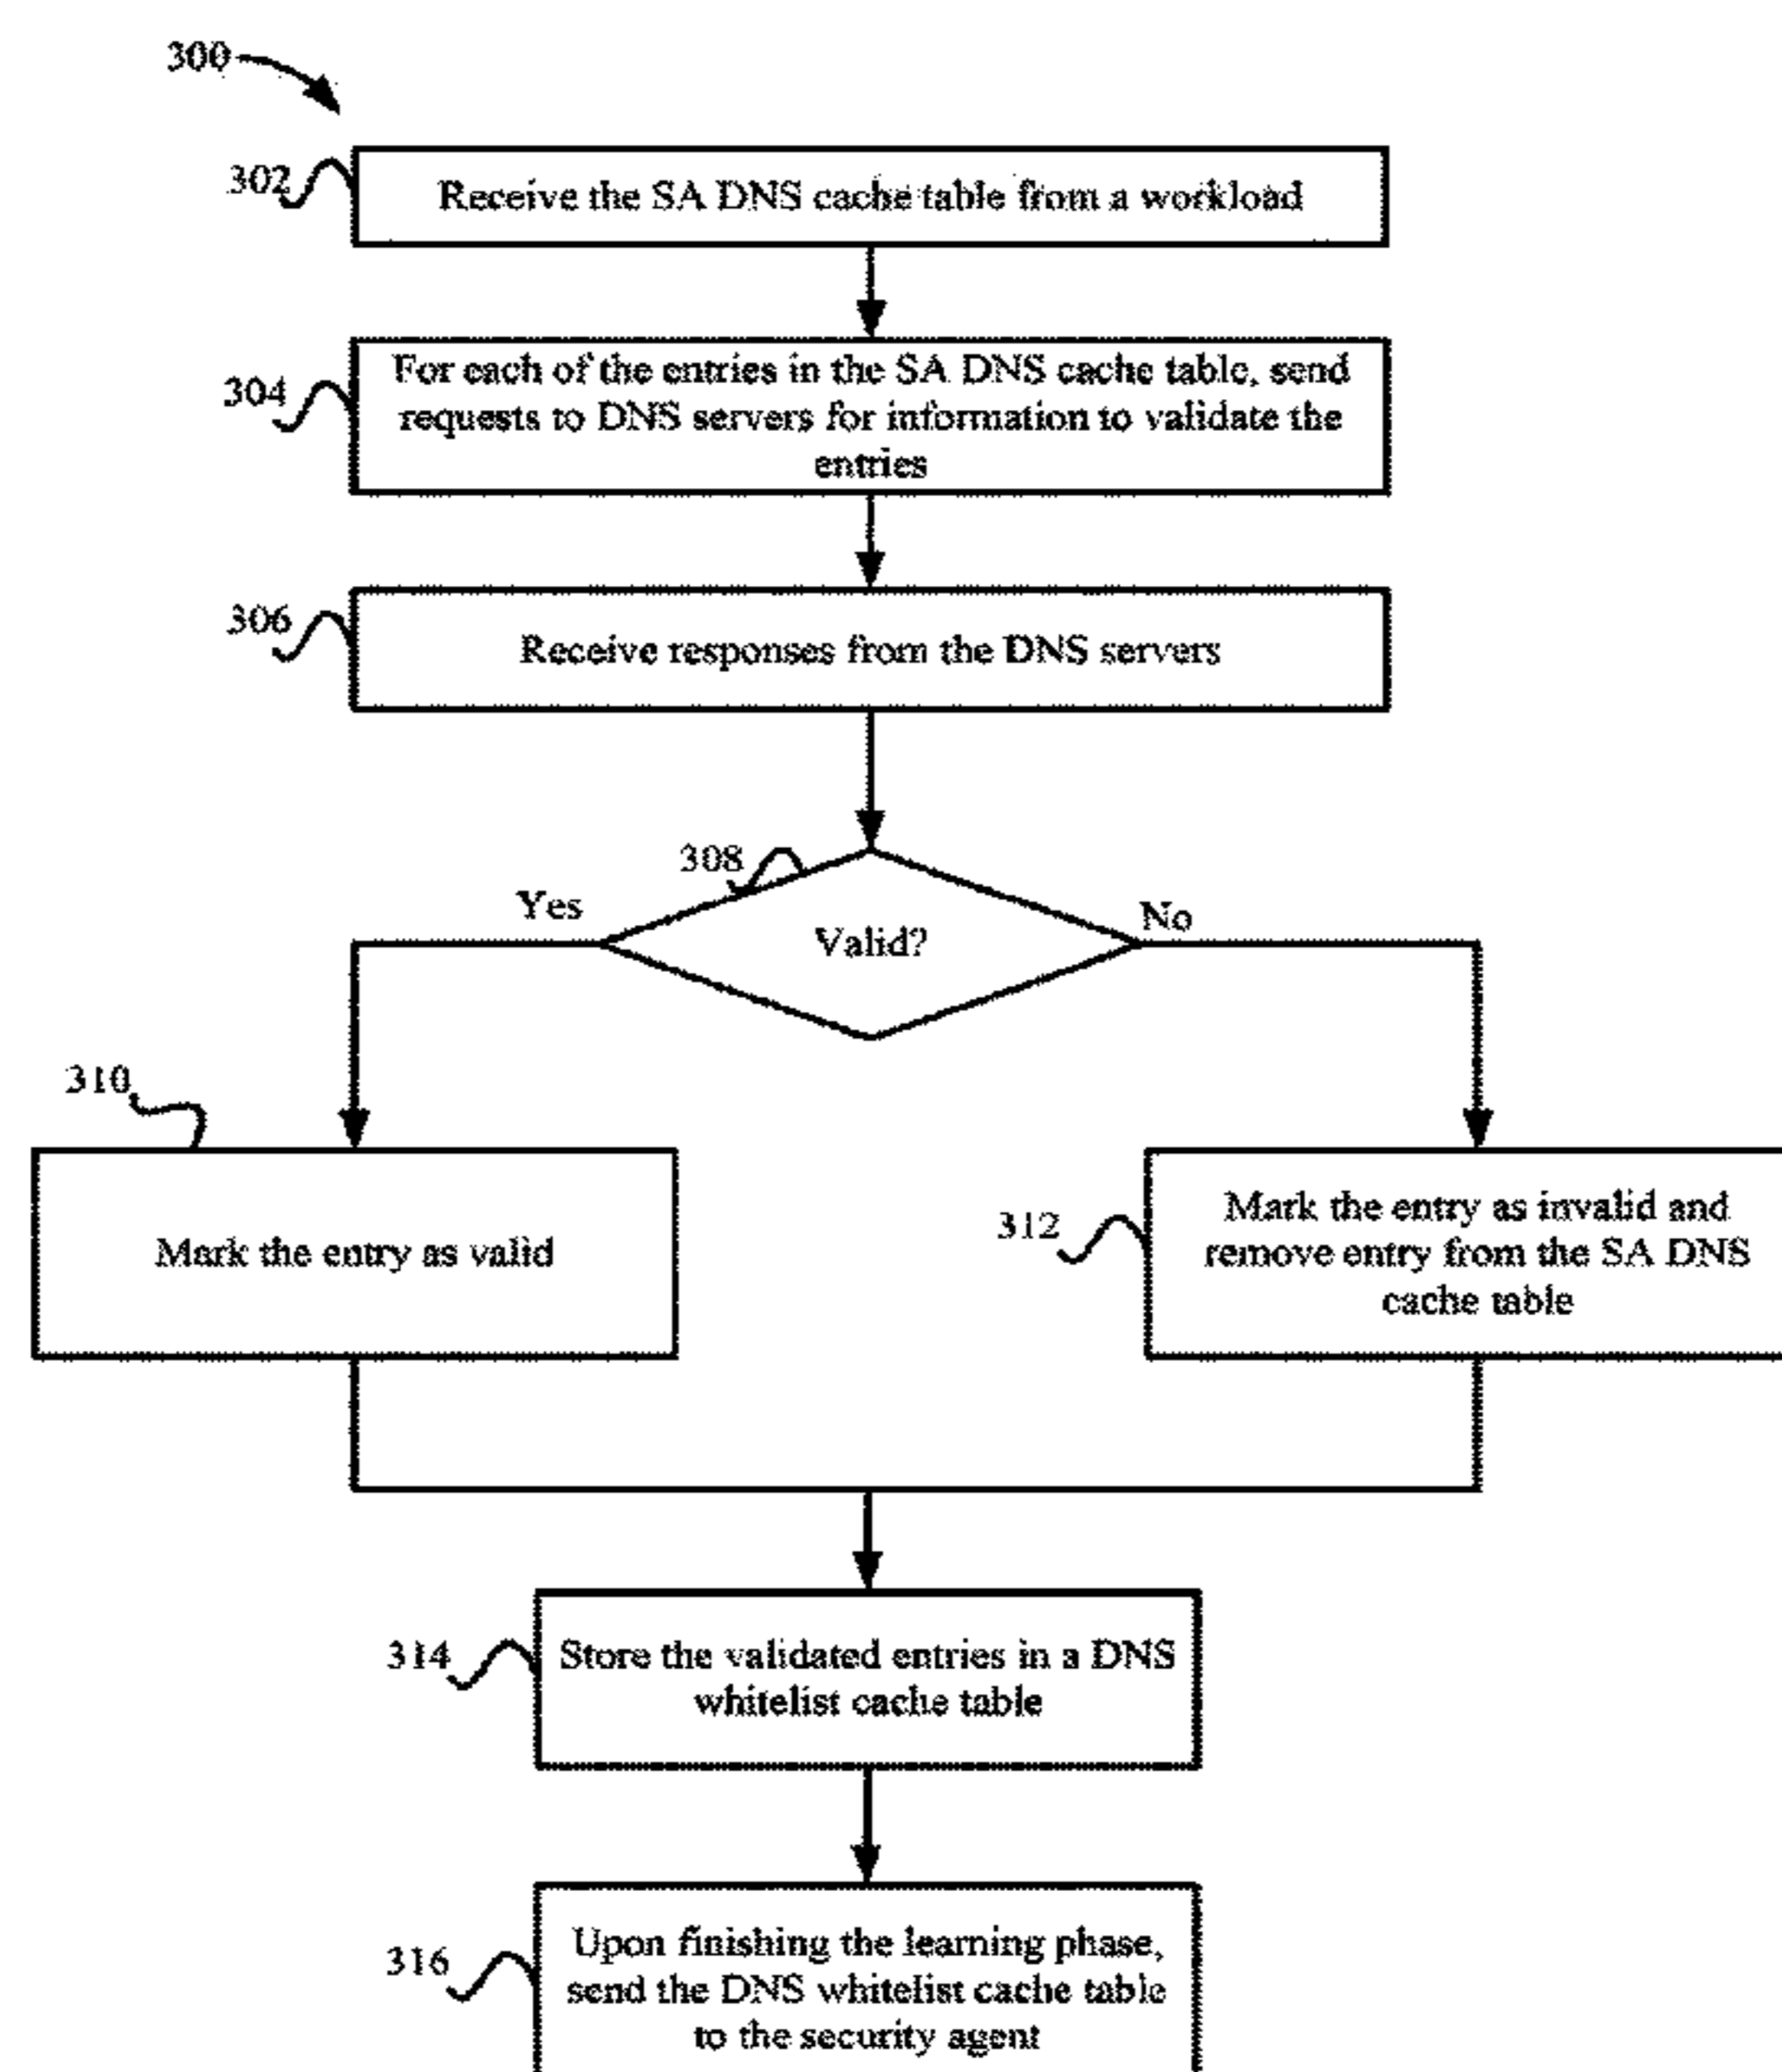 300
302
Receive the SA DNS cache table from a workload
304
For each of the entries in the SA DNS cache table, send
requests to DNS servers for information to validate the
entries
306
Receive responses from the DNS servers
308
Yes
Valid?
No
310
Mark the entry as valid
312
Mark the entry as invalid and
remove entry from the SA DNS
cache table
314
Store the validated entries in a DNS
whitelist cache table
316
Upon finishing the learning phase,
send the DNS whitelist cache table
to the security agent